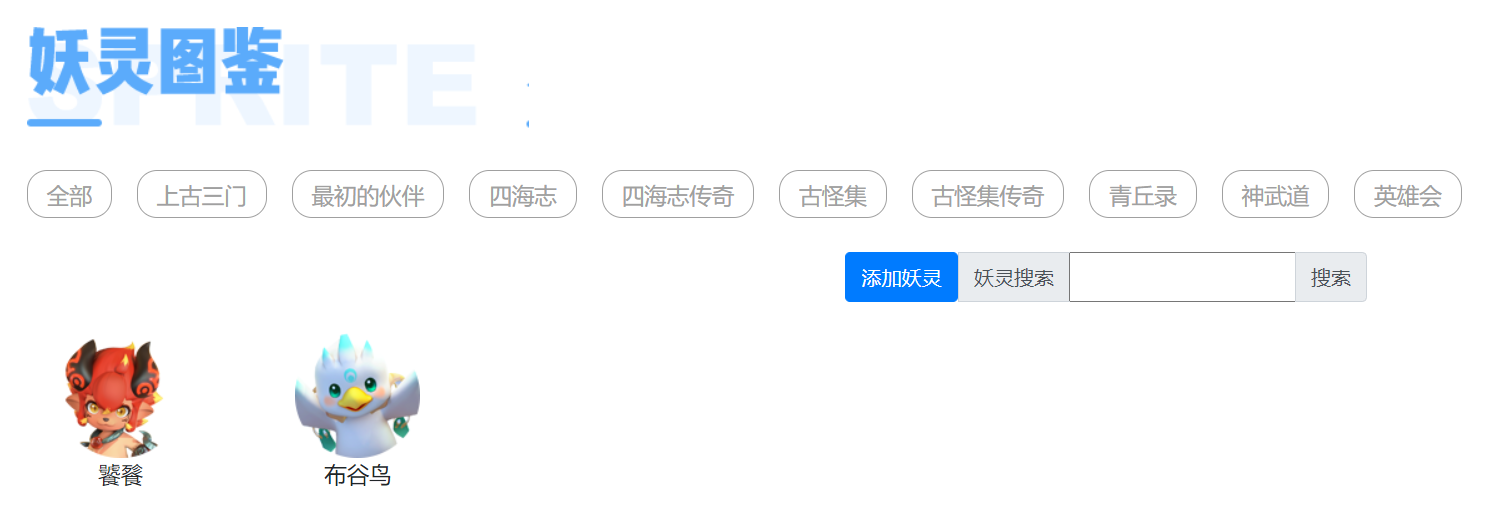 妖灵图鉴
SPRITE
全部 上古三门 最初的伙伴 四海志 四海志传奇 古怪集 古怪集传奇 青丘录 神武道 英雄会
添加妖灵 妖灵搜索 搜索
饕餮 布谷鸟